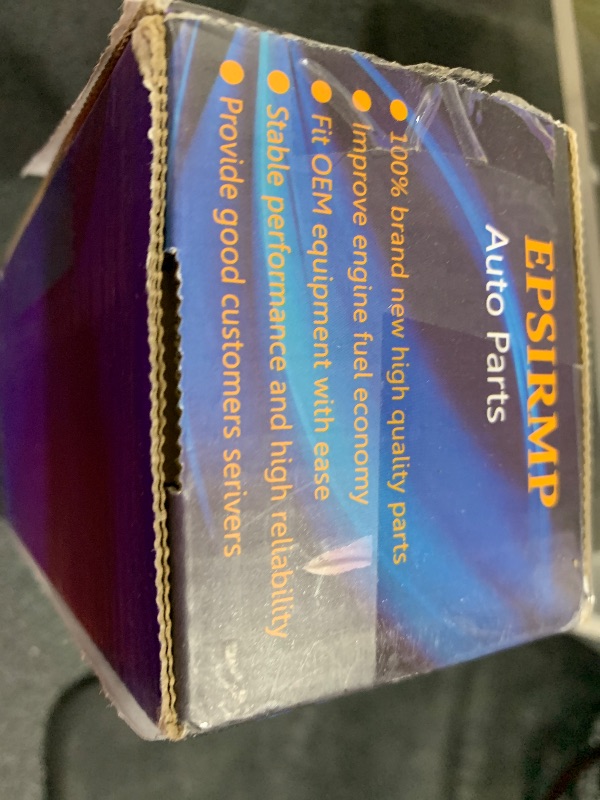 EPSIRMP
Auto Parts
100% brand new high quality parts
Improve engine fuel economy
Fit OEM equipment with ease
Stable performance and high reliability
Provide good customers serivers